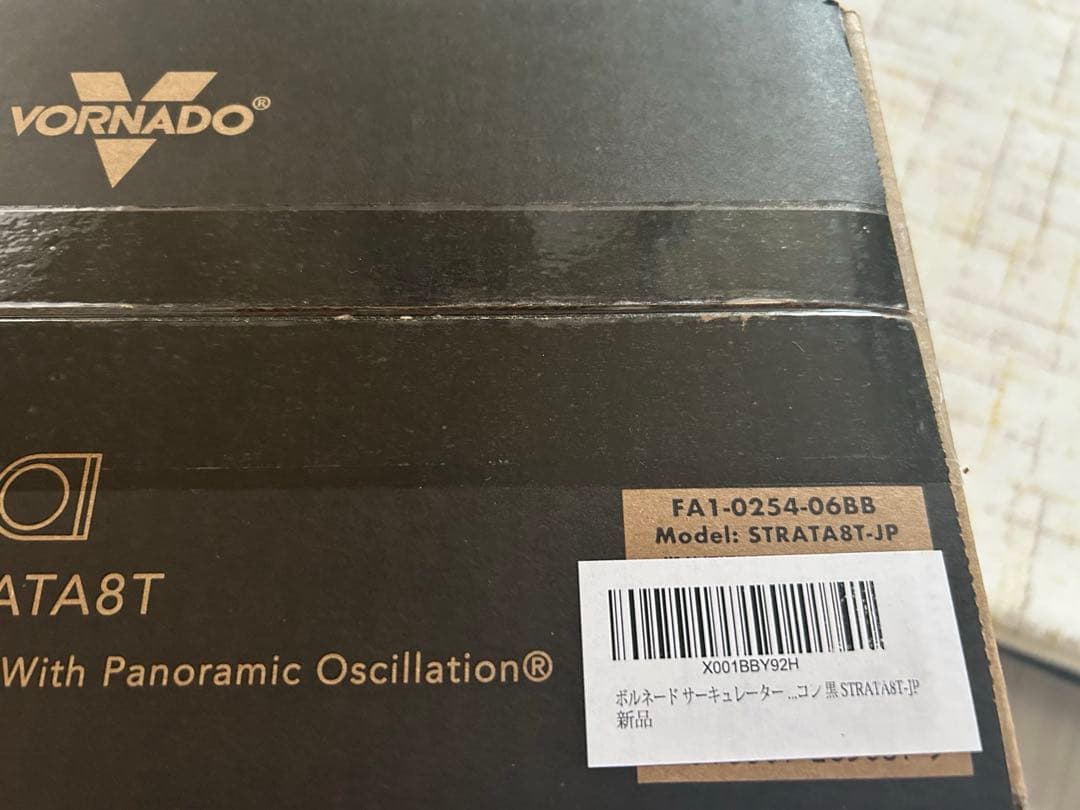 VORNADO®
ATA8T
With Panoramic Oscillation®
FA1-0254-06BB
Model: STRATA8T-JP
X001BBY92H
ボルネード サーキュレーター ...コン 黒 STRATA8T-JP
新品